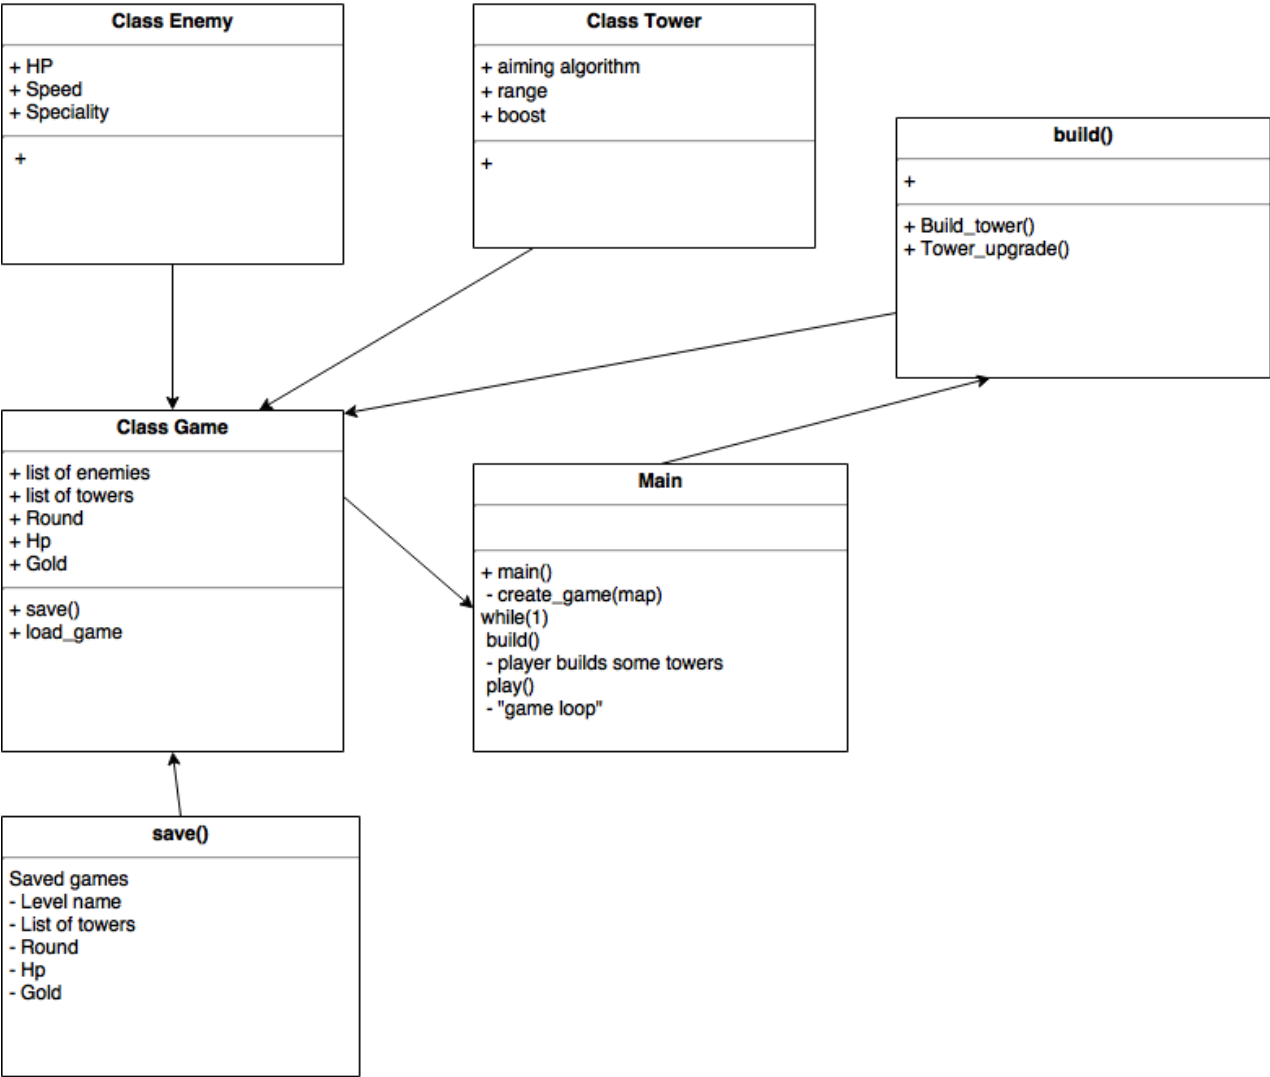 Class Enemy
+ HP
+ Speed
+ Speciality
+
Class Tower
+ aiming algorithm
+ range
+ boost
+
build()
+
+ Build_tower()
+ Tower_upgrade()
Class Game
+ list of enemies
+ list of towers
+ Round
+ Hp
+ Gold
+ save()
+ load_game
Main
+ main()
- create_game(map)
while(1)
build()
- player builds some towers
play()
- "game loop"
save()
Saved games
- Level name
- List of towers
- Round
- Hp
- Gold